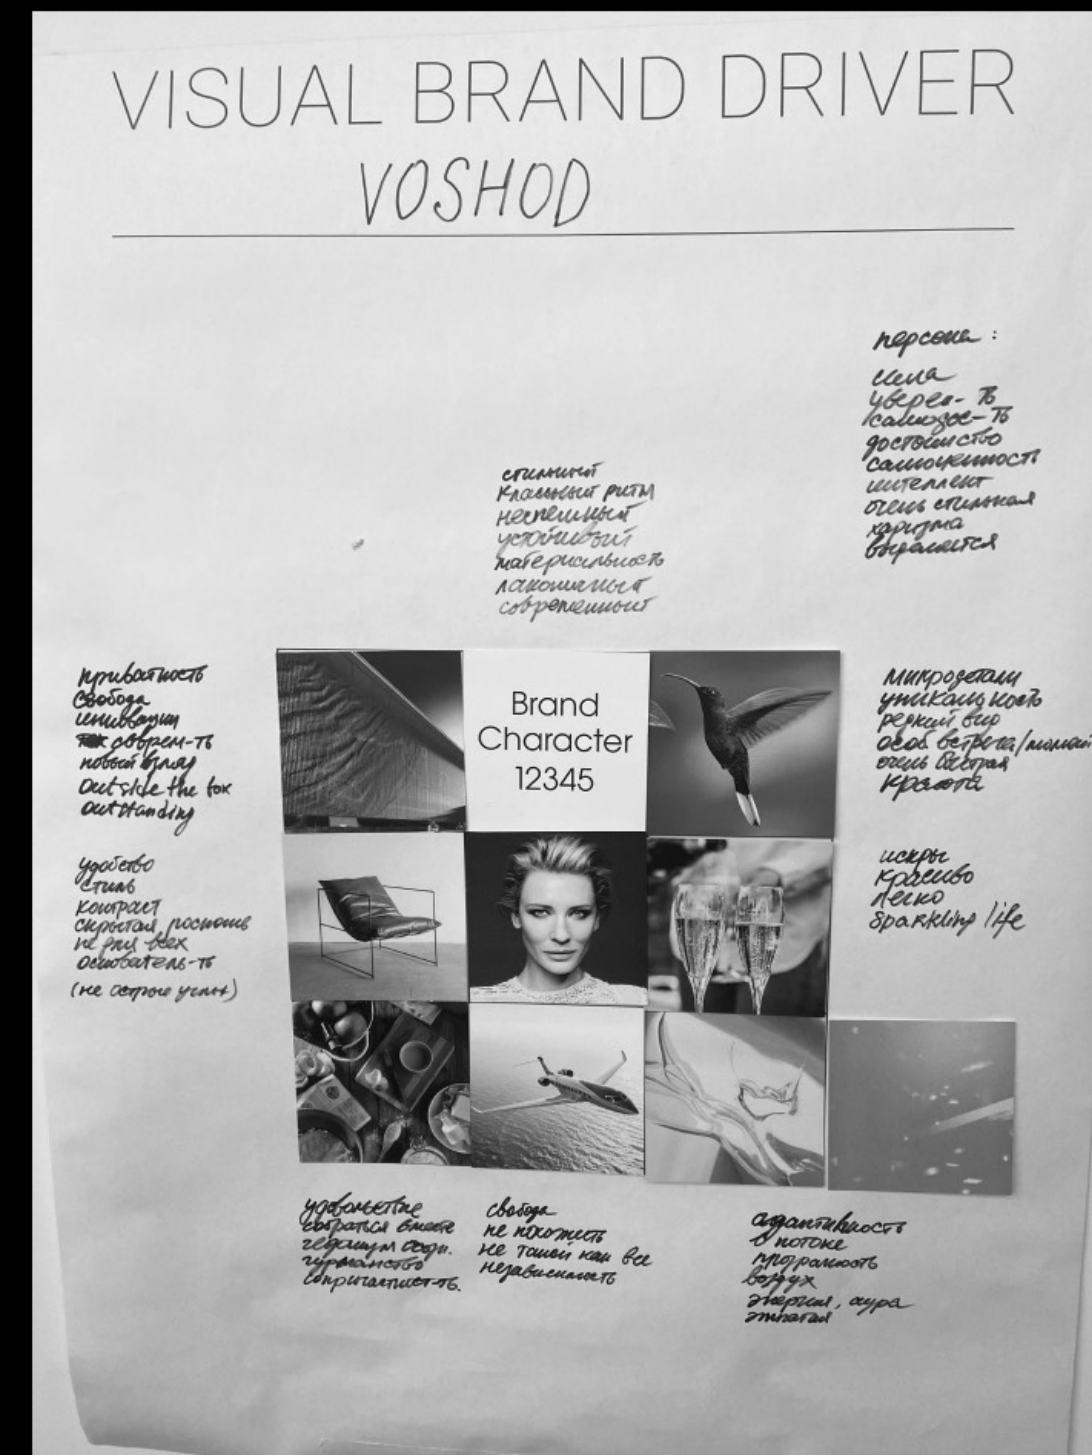 VISUAL BRAND DRIVER
VOSHOD
персона :
сила
уверен-ть
самодос-ть
достоинство
самоценность
интеллект
очень стильная
харизма
выделяется
стильный
классный ритм
неспешный
устойчивый
материальность
лаконичный
современный
приватность
свобода
инновации
соврем-ть
новый взгляд
outside the box
outstanding
Brand
Character
12345
микродетали
уникальность
редкий вид
особ встреча/момент
очень быстрая
красота
удобство
стиль
контраст
скрытая роскошь
не для всех
основатель-ть
(не острые углы)
искры
красиво
легко
sparkling life
удовольствие
собраться вместе
гедонизм
гурманство
сопричастност-ть.
свобода
не похожесть
не такой как все
независимость
адаптивность
в потоке
прозрачность
воздух
энергия, аура